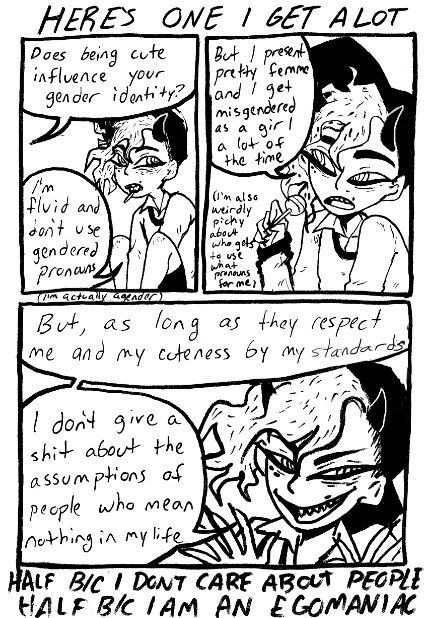 HERE'S ONE I GET A LOT
Does being cute
influence your
gender identity?
I'm
fluid and
don't use
gendered
pronouns
(I'm actually agender)
But I present
pretty femme
and I get
misgendered
as a girl
a lot of
the time
(I'm also
weirdly
picky
about
who gets
to use
what
pronouns
for me)
But, as long as they respect
me and my cuteness by my standards
I don't give a
shit about the
assumptions of
people who mean
nothing in my life
HALF B/C I DONT CARE ABOUT PEOPLE
HALF B/C I AM AN EGOMANIAC